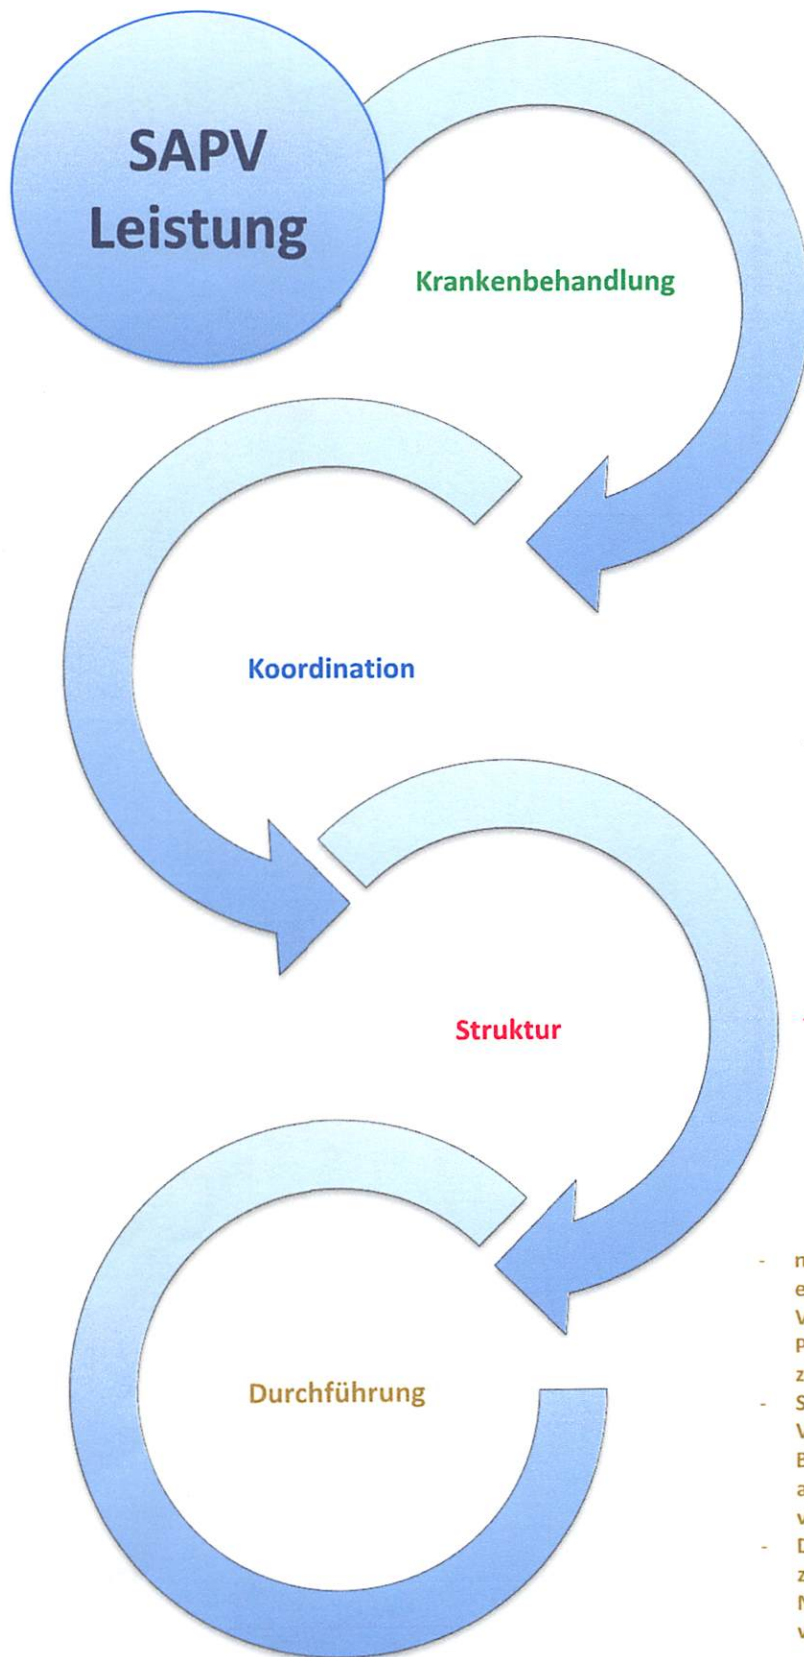 SAPV
Leistung
Krankenbehandlung
Koordination
Struktur
Durchführung
-
-
-